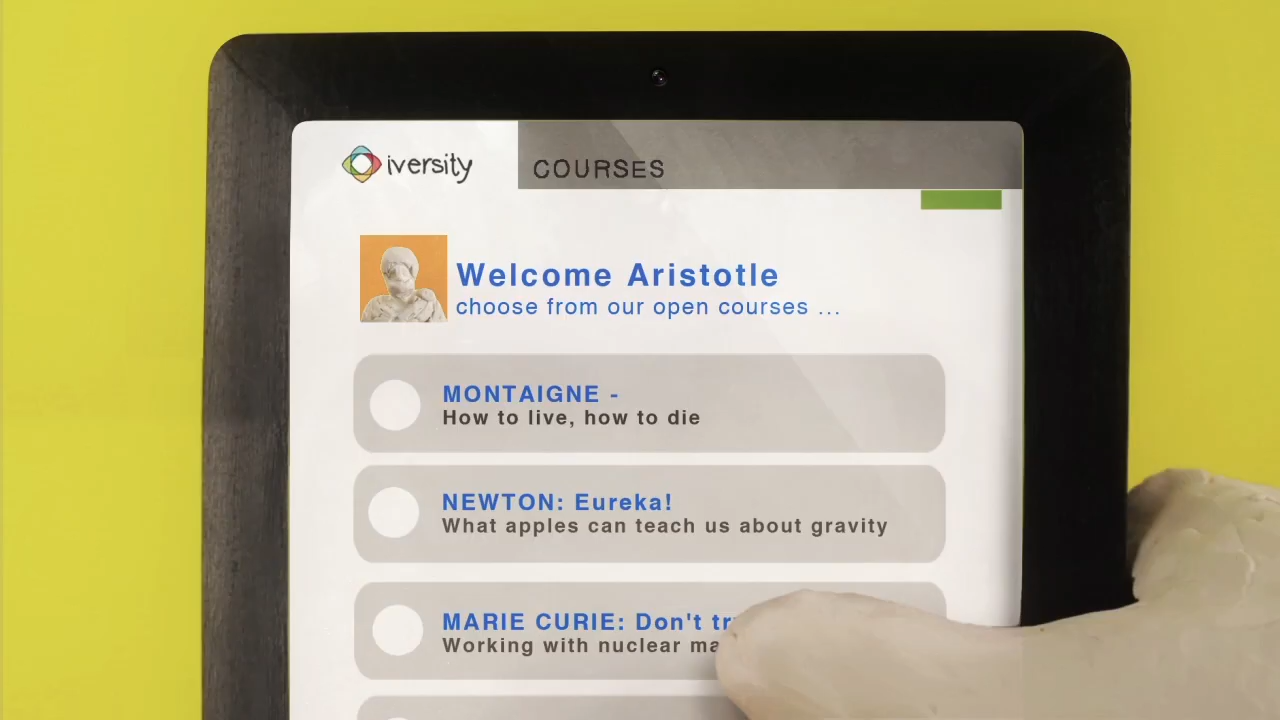 iversity
COURSES
Welcome Aristotle
choose from our open courses ...
MONTAIGNE -
How to live, how to die
NEWTON: Eureka!
What apples can teach us about gravity
MARIE CURIE: Don't
Working with nuclear